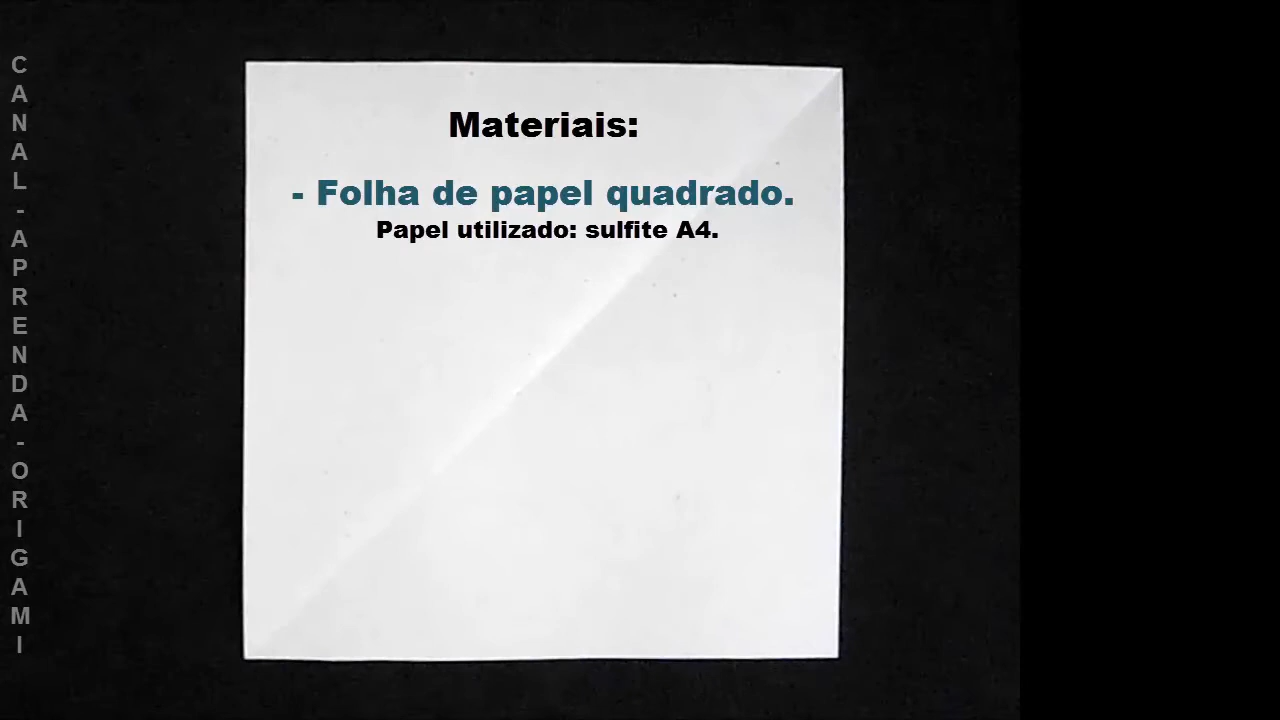 Materiais:
- Folha de papel quadrado.
Papel utilizado: sulfite A4.
CANAL-APRENDA-ORIGAMI